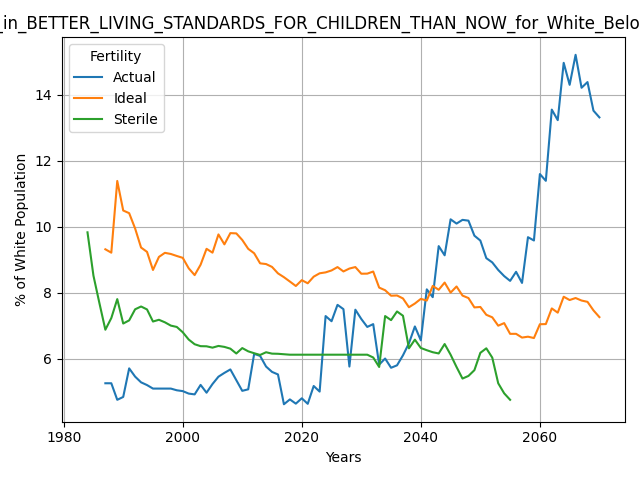 _in_BETTER_LIVING_STANDARDS_FOR_CHILDREN_THAN_NOW_for_White_Belo
Fertility
Actual
Ideal
Sterile
% of White Population
14
12
10
8
6
1980 2000 2020 2040 2060
Years